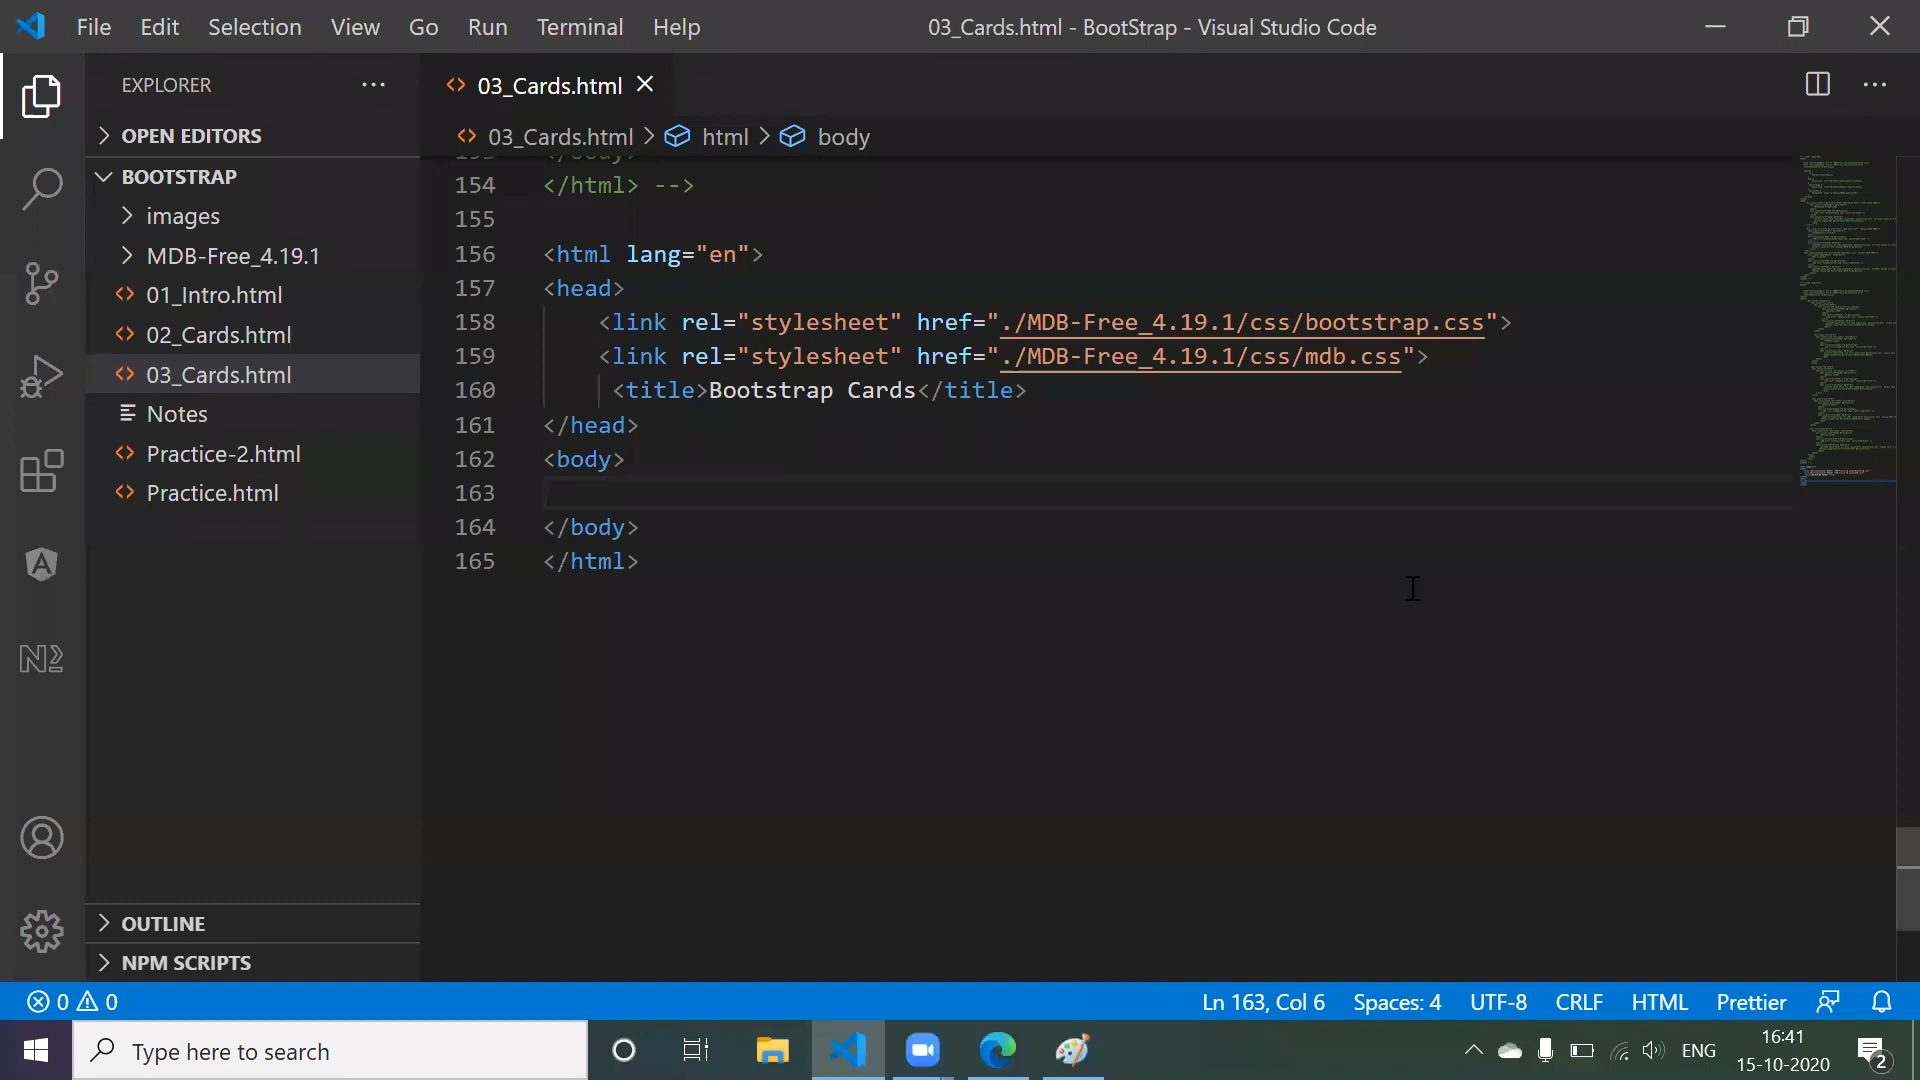 File Edit Selection View Go Run Terminal Help
03_Cards.html - BootStrap - Visual Studio Code
EXPLORER
03_Cards.html
OPEN EDITORS
03_Cards.html > html > body
BOOTSTRAP
images
MDB-Free_4.19.1
01_Intro.html
02_Cards.html
03_Cards.html
Notes
Practice-2.html
Practice.html
154 </html> -->
155
156 <html lang="en">
157 <head>
158 <link rel="stylesheet" href="./MDB-Free_4.19.1/css/bootstrap.css">
159 <link rel="stylesheet" href="./MDB-Free_4.19.1/css/mdb.css">
160 <title>Bootstrap Cards</title>
161 </head>
162 <body>
163
164 </body>
165 </html>
OUTLINE
NPM SCRIPTS
0 0
Ln 163, Col 6 Spaces: 4 UTF-8 CRLF HTML Prettier
Type here to search
ENG
16:41
15-10-2020
2